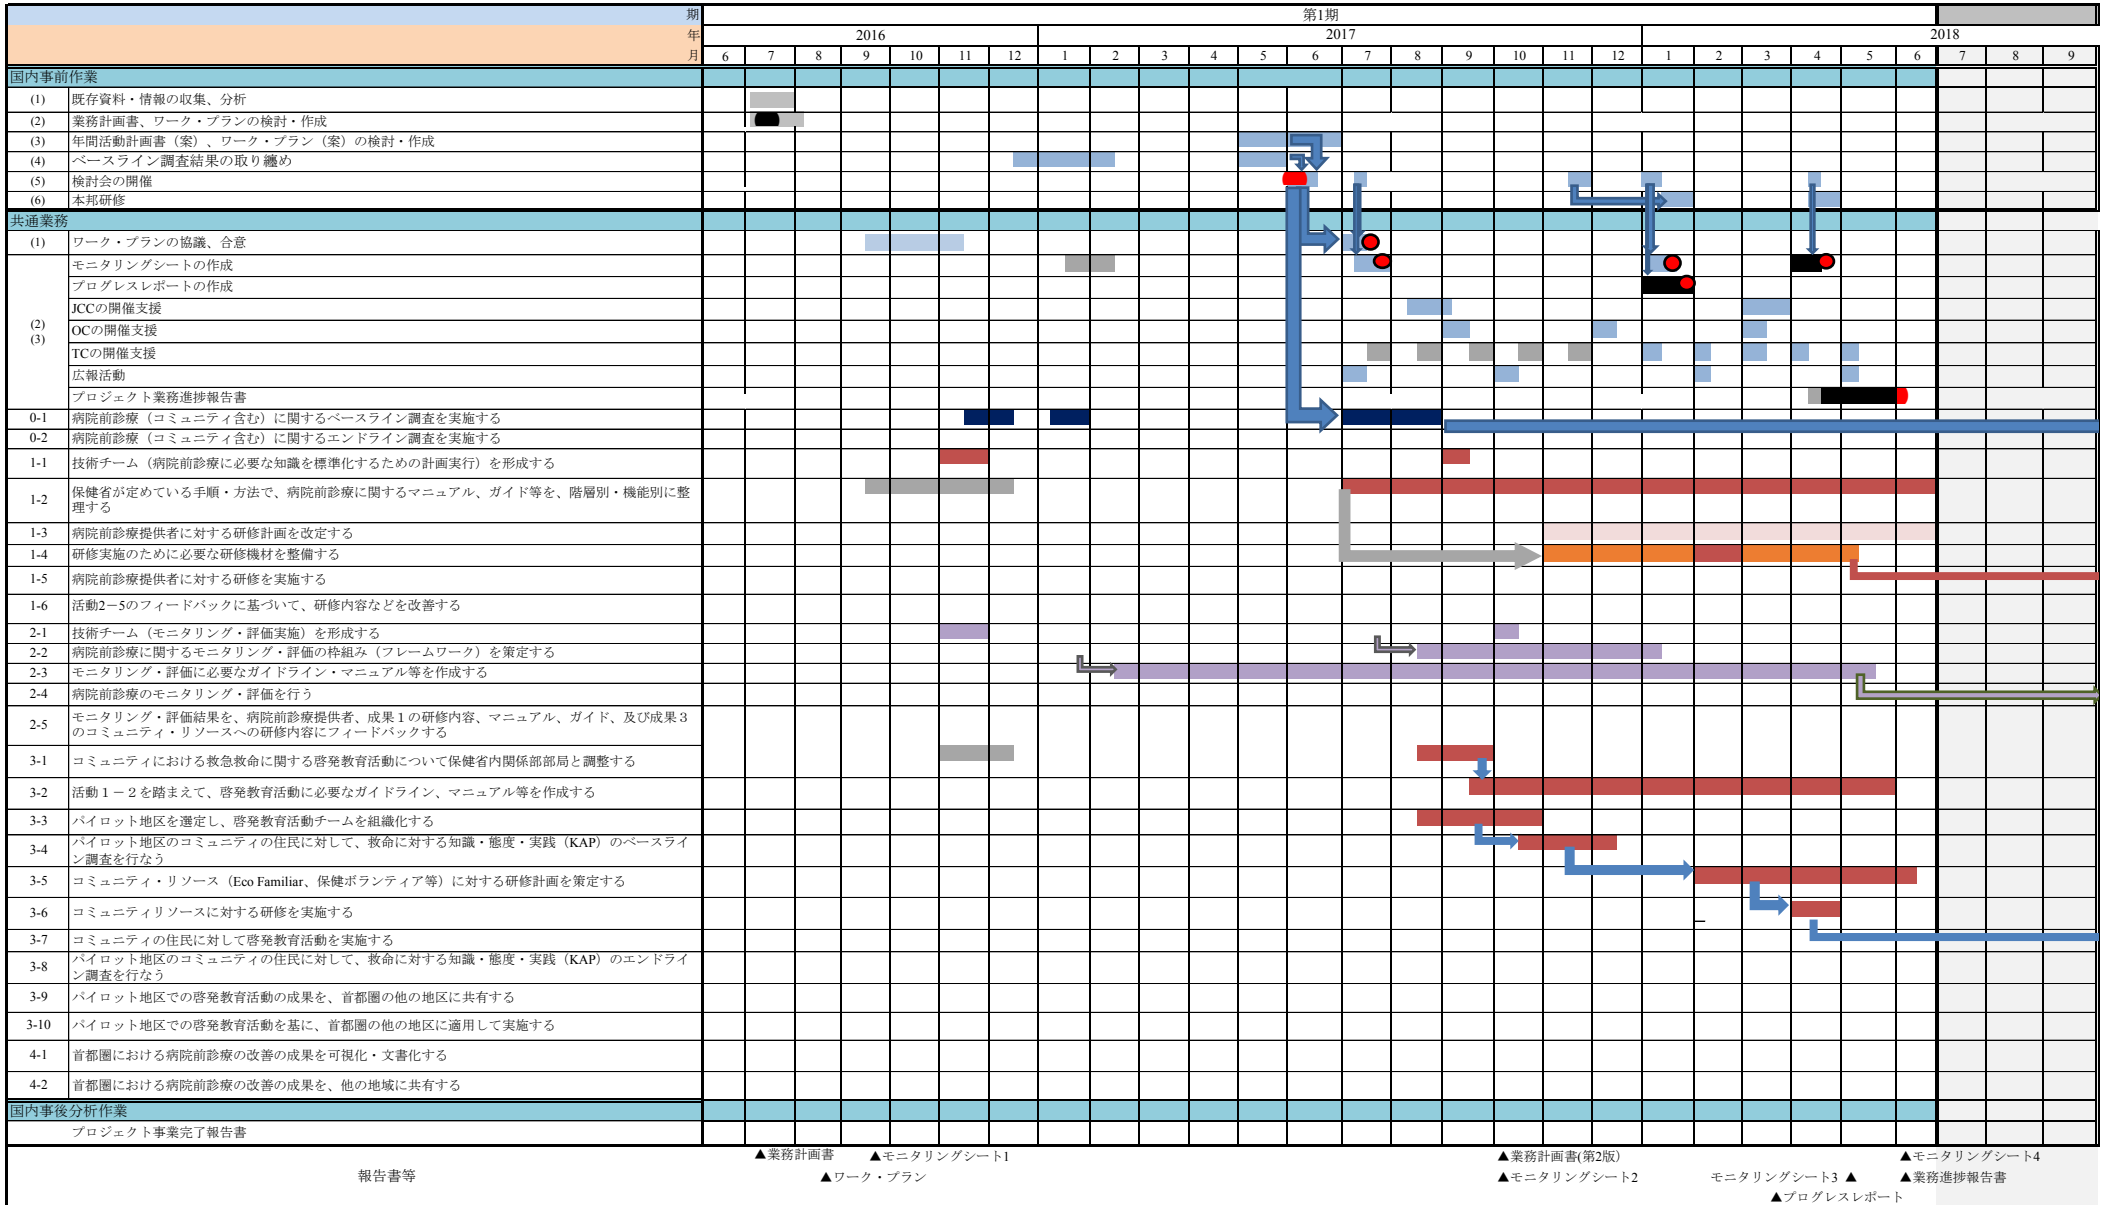 期 第1期
年 2016 2017 2018
月 6 7 8 9 10 11 12 1 2 3 4 5 6 7 8 9 10 11 12 1 2 3 4 5 6 7 8 9
国内事前作業
(1) 既存資料・情報の収集、分析
(2) 業務計画書、ワーク・プランの検討・作成
(3) 年間活動計画書（案）、ワーク・プラン（案）の検討・作成
(4) ベースライン調査結果の取り纏め
(5) 検討会の開催
(6) 本邦研修
共通業務
(1) ワーク・プランの協議、合意
モニタリングシートの作成
プログレスレポートの作成
JCCの開催支援
(2)
(3)
OCの開催支援
TCの開催支援
広報活動
プロジェクト業務進捗報告書
0-1 病院前診療（コミュニティ含む）に関するベースライン調査を実施する
0-2 病院前診療（コミュニティ含む）に関するエンドライン調査を実施する
1-1 技術チーム（病院前診療に必要な知識を標準化するための計画実行）を形成する
1-2 保健省が定めている手順・方法で、病院前診療に関するマニュアル、ガイド等を、階層別・機能別に整
理する
1-3 病院前診療提供者に対する研修計画を改定する
1-4 研修実施のために必要な研修機材を整備する
1-5 病院前診療提供者に対する研修を実施する
1-6 活動2－5のフィードバックに基づいて、研修内容などを改善する
2-1 技術チーム（モニタリング・評価実施）を形成する
2-2 病院前診療に関するモニタリング・評価の枠組み（フレームワーク）を策定する
2-3 モニタリング・評価に必要なガイドライン・マニュアル等を作成する
2-4 病院前診療のモニタリング・評価を行う
2-5 モニタリング・評価結果を、病院前診療提供者、成果１の研修内容、マニュアル、ガイド、及び成果３
のコミュニティ・リソースへの研修内容にフィードバックする
3-1 コミュニティにおける救急救命に関する啓発教育活動について保健省内関係部部局と調整する
3-2 活動１－２を踏まえて、啓発教育活動に必要なガイドライン、マニュアル等を作成する
3-3 パイロット地区を選定し、啓発教育活動チームを組織化する
3-4 パイロット地区のコミュニティの住民に対して、救命に対する知識・態度・実践（KAP）のベースライ
ン調査を行なう
3-5 コミュニティ・リソース（Eco Familiar、保健ボランティア等）に対する研修計画を策定する
3-6 コミュニティリソースに対する研修を実施する
3-7 コミュニティの住民に対して啓発教育活動を実施する
3-8 パイロット地区のコミュニティの住民に対して、救命に対する知識・態度・実践（KAP）のエンドライ
ン調査を行なう
3-9 パイロット地区での啓発教育活動の成果を、首都圏の他の地区に共有する
3-10 パイロット地区での啓発教育活動を基に、首都圏の他の地区に適用して実施する
4-1 首都圏における病院前診療の改善の成果を可視化・文書化する
4-2 首都圏における病院前診療の改善の成果を、他の地域に共有する
国内事後分析作業
プロジェクト事業完了報告書
▲業務計画書 ▲モニタリングシート1 ▲業務計画書(第2版） ▲モニタリングシート4
報告書等 ▲ワーク・プラン ▲モニタリングシート2 モニタリングシート3 ▲ ▲業務進捗報告書
▲プログレスレポート